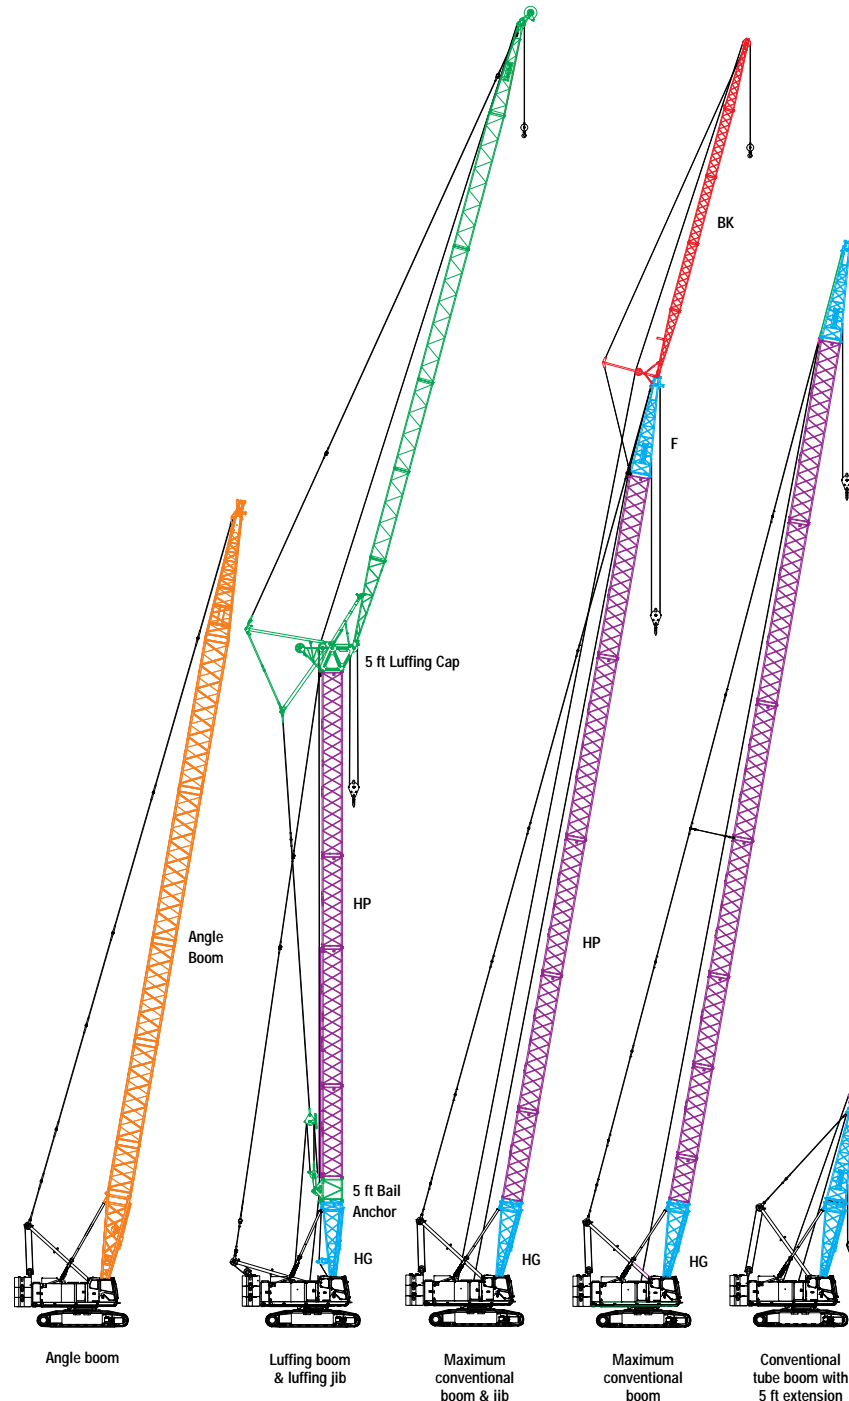 BK
F
5 ft Luffing Cap
HP
Angle
Boom
HP
5 ft Bail
Anchor
HG
HG
HG
Angle boom
Luffing boom
& luffing jib
Maximum
conventional
boom & jib
Maximum
conventional
boom
Conventional
tube boom with
5 ft extension